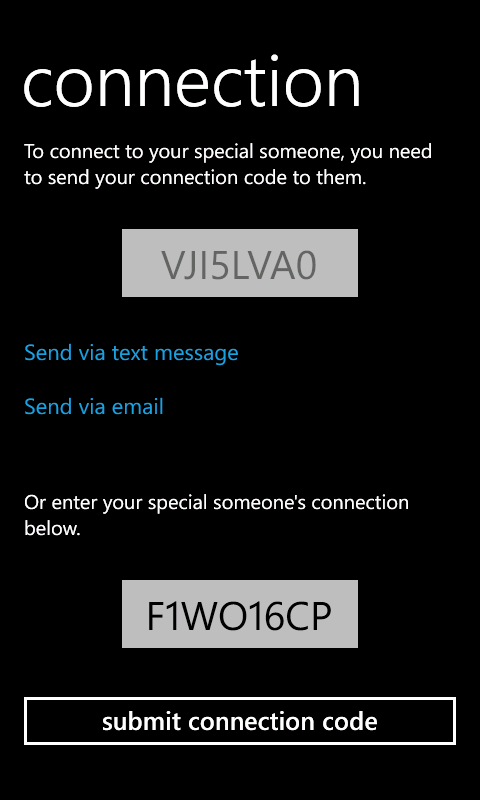 connection
To connect to your special someone, you need
to send your connection code to them.
VJI5LVA0
Send via text message
Send via email
Or enter your special someone's connection
below.
F1WO16CP
submit connection code